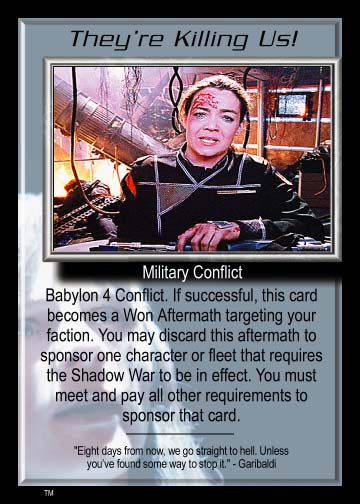 They're Killing Us!
Military Conflict
Babylon 4 Conflict. If successful, this card
becomes a Won Aftermath targeting your
faction. You may discard this aftermath to
sponsor one character or fleet that requires
the Shadow War to be in effect. You must
meet and pay all other requirements to
sponsor that card.
"Eight days from now, we go straight to hell. Unless
you've found some way to stop it." - Garibaldi
TM